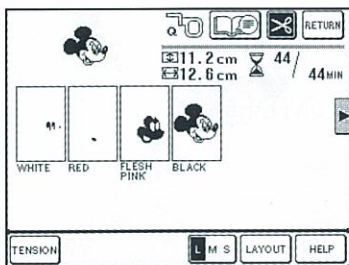 Q RETURN
11.2cm 44/
12.6cm 44MIN
WHITE RED FLESH PINK BLACK
TENSION L M S LAYOUT HELP